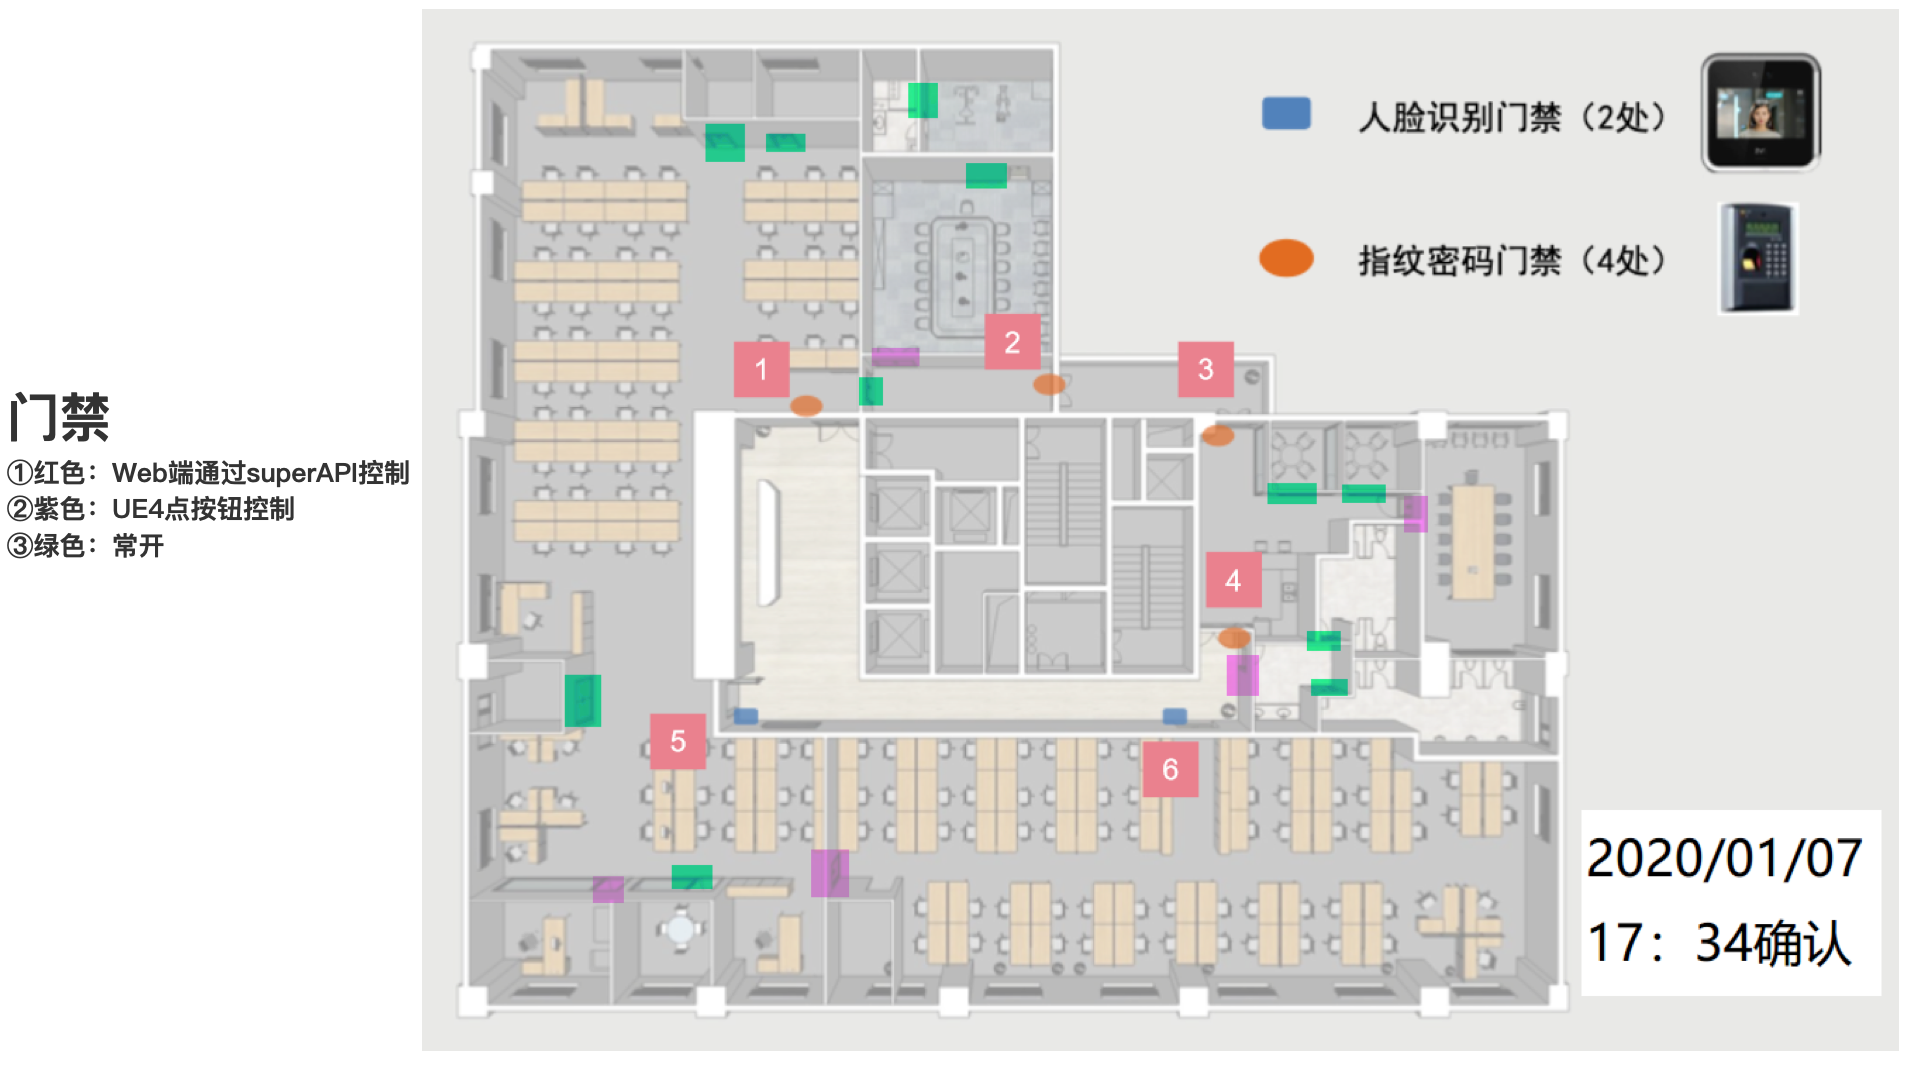 人脸识别门禁（2处）
指纹密码门禁（4处）
1
2
3
门禁
①红色：Web端通过superAPI控制
②紫色：UE4点按钮控制
③绿色：常开
4
5
6
2020/01/07
17：34确认